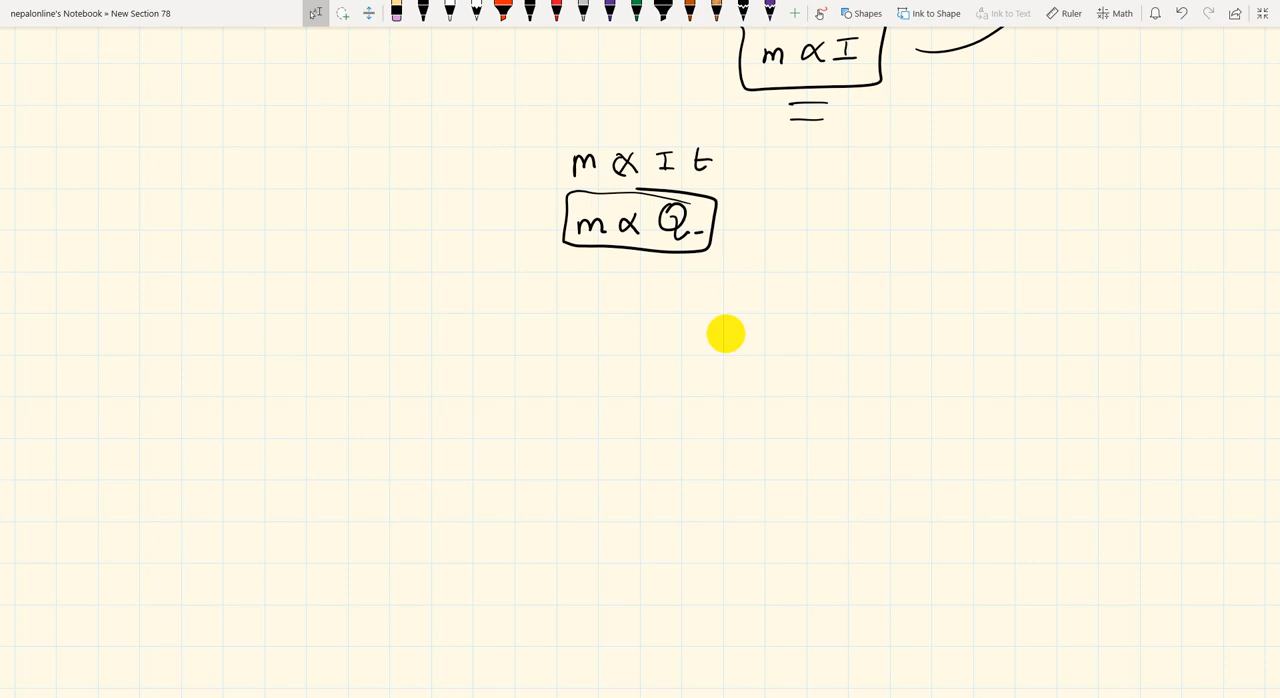 nepalonline's Notebook » New Section 78
Shapes
Ink to Shape
Ink to Text
Ruler
Math
m ∝ I
m ∝ I t
m ∝ Q